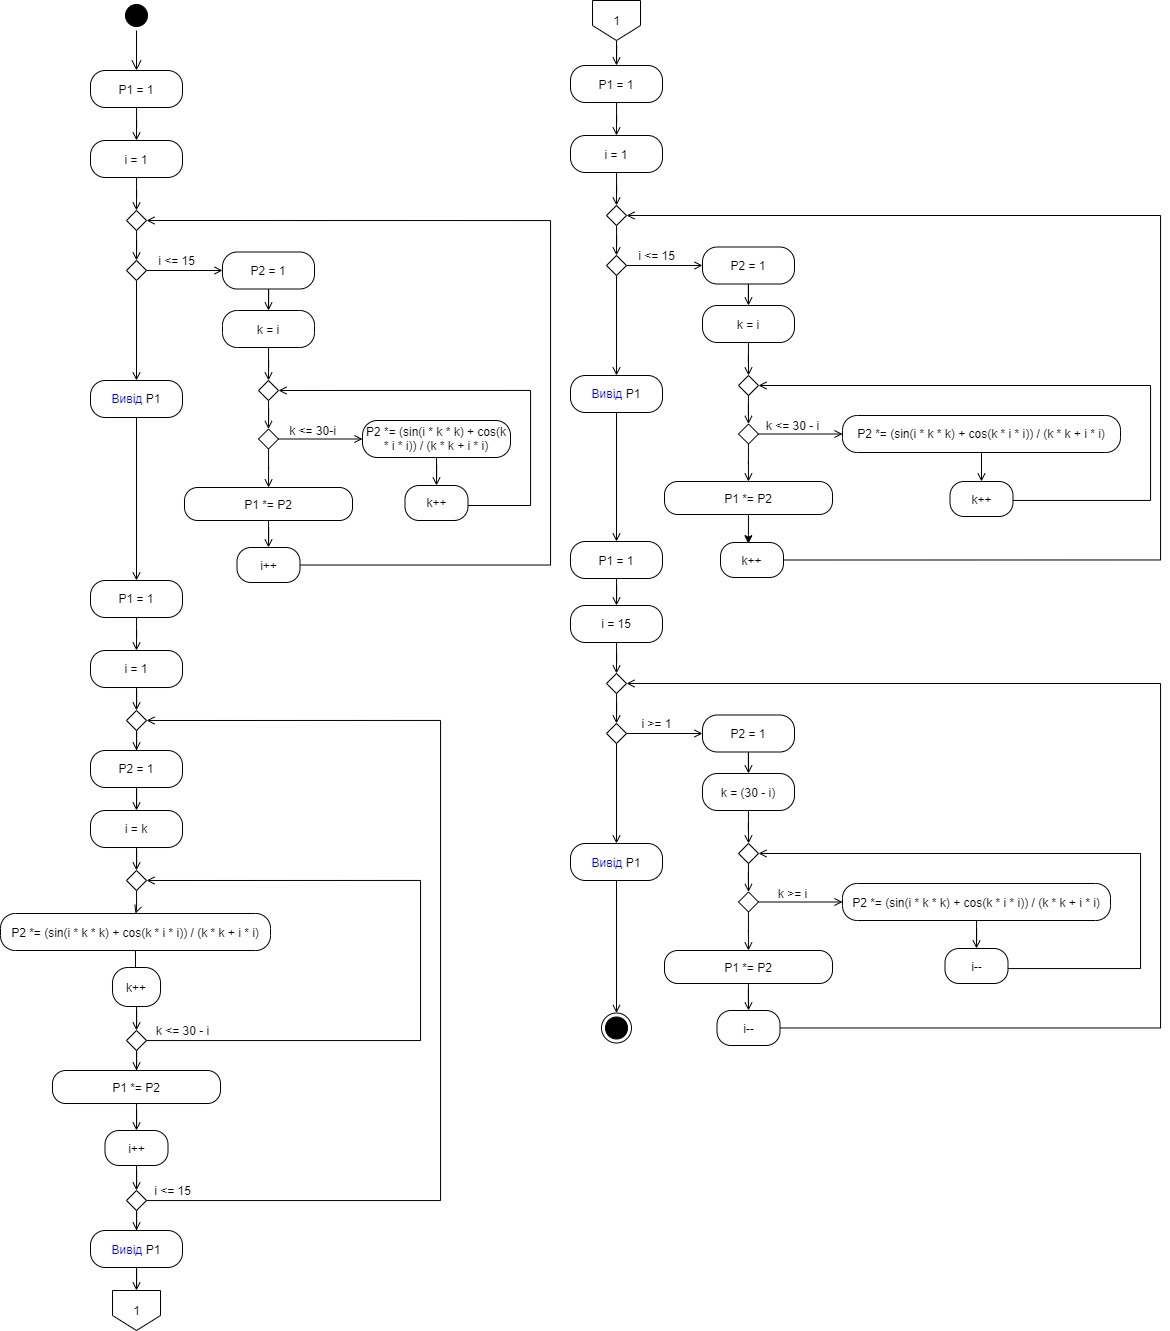 P1 = 1
i = 1
i <= 15
P2 = 1
k = i
Вивід P1
k <= 30-i
P2 *= (sin(i * k * k) + cos(k
* i * i)) / (k * k + i * i)
k++
P1 *= P2
i++
P1 = 1
i = 1
P2 = 1
i = k
P2 *= (sin(i * k * k) + cos(k * i * i)) / (k * k + i * i)
k++
k <= 30 - i
P1 *= P2
i++
i <= 15
Вивід P1
1
1
P1 = 1
i = 1
i <= 15
P2 = 1
k = i
Вивід P1
k <= 30 - i
P2 *= (sin(i * k * k) + cos(k * i * i)) / (k * k + i * i)
k++
P1 *= P2
k++
P1 = 1
i = 15
i >= 1
P2 = 1
k = (30 - i)
Вивід P1
k >= i
P2 *= (sin(i * k * k) + cos(k * i * i)) / (k * k + i * i)
i--
P1 *= P2
i--